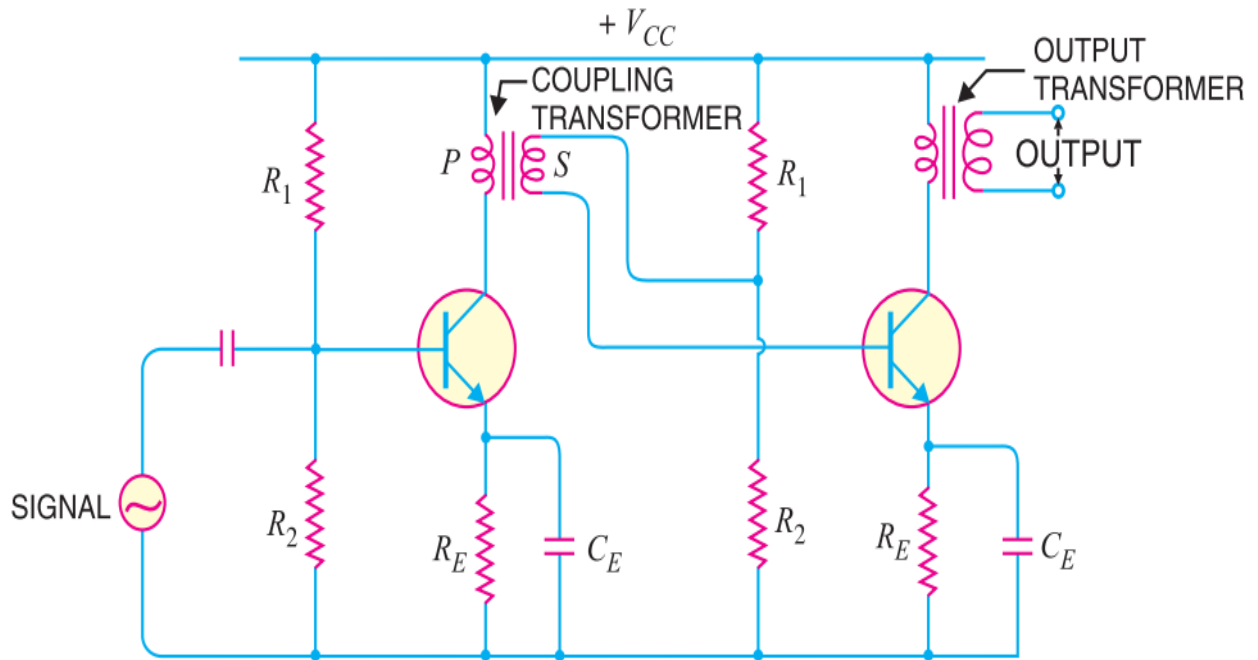 + V_CC
COUPLING
TRANSFORMER
OUTPUT
TRANSFORMER
P
S
OUTPUT
R_1
R_1
SIGNAL
R_2
R_E
C_E
R_2
R_E
C_E